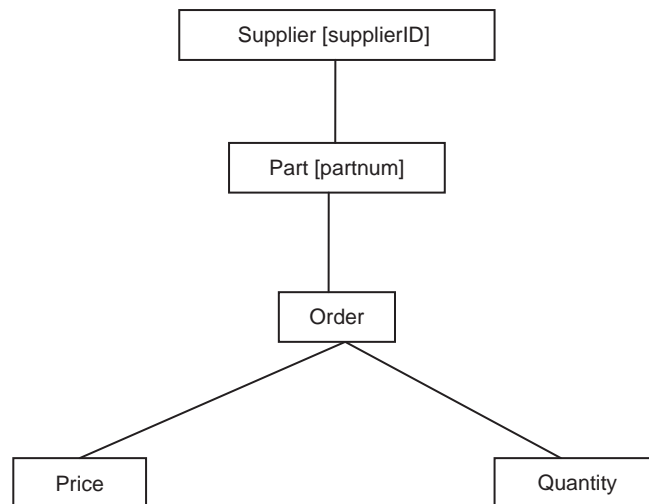 Supplier [supplierID]
Part [partnum]
Order
Price
Quantity